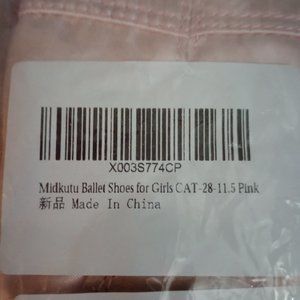 X003S774CP
Midkutu Ballet Shoes for Girls CAT-28-11.5 Pink
新品 Made In China